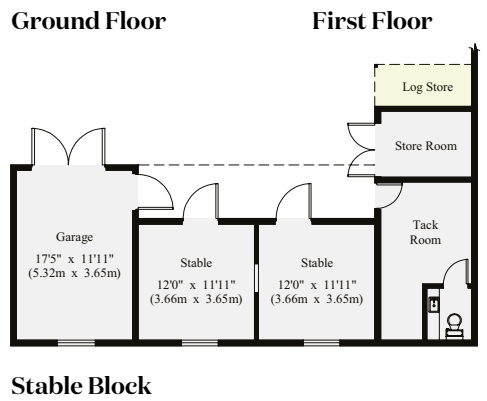 Ground Floor
First Floor
Log Store
Store Room
Tack
Room
Garage
17'5" x 11'11"
(5.32m x 3.65m)
Stable
12'0" x 11'11"
(3.66m x 3.65m)
Stable
12'0" x 11'11"
(3.66m x 3.65m)
Stable Block